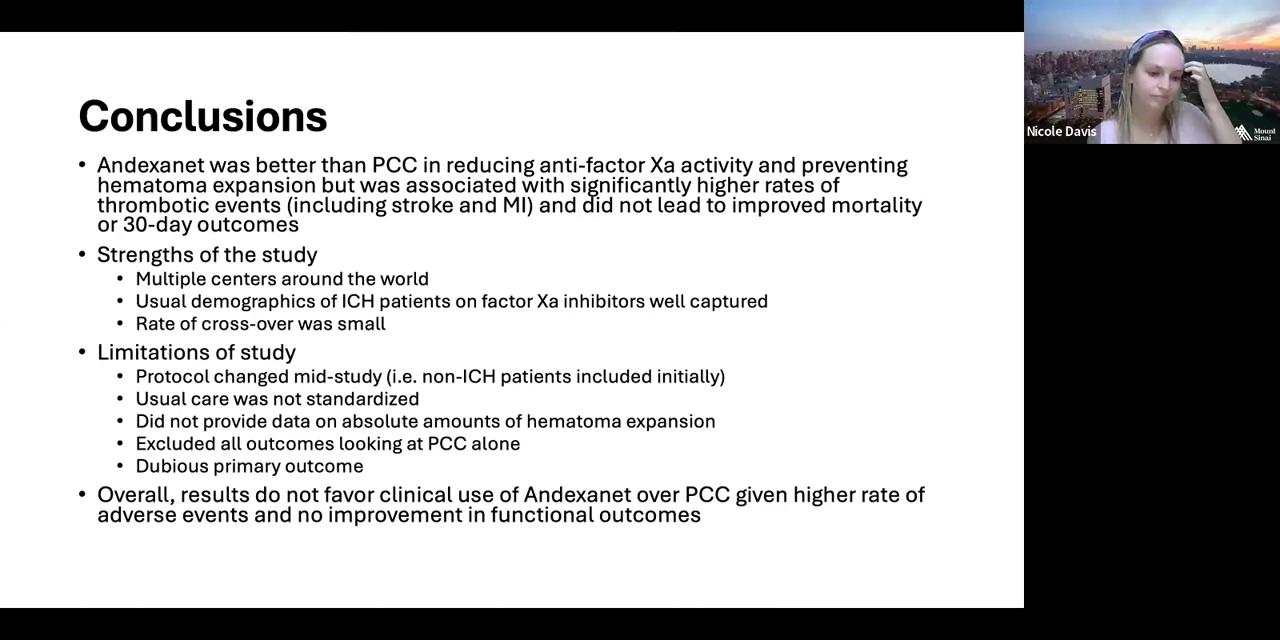 Conclusions
• Andexanet was better than PCC in reducing anti-factor Xa activity and preventing
hematoma expansion but was associated with significantly higher rates of
thrombotic events (including stroke and MI) and did not lead to improved mortality
or 30-day outcomes
• Strengths of the study
• Multiple centers around the world
• Usual demographics of ICH patients on factor Xa inhibitors well captured
• Rate of cross-over was small
• Limitations of study
• Protocol changed mid-study (i.e. non-ICH patients included initially)
• Usual care was not standardized
• Did not provide data on absolute amounts of hematoma expansion
• Excluded all outcomes looking at PCC alone
• Dubious primary outcome
• Overall, results do not favor clinical use of Andexanet over PCC given higher rate of
adverse events and no improvement in functional outcomes
Nicole Davis
Mount
Sinai